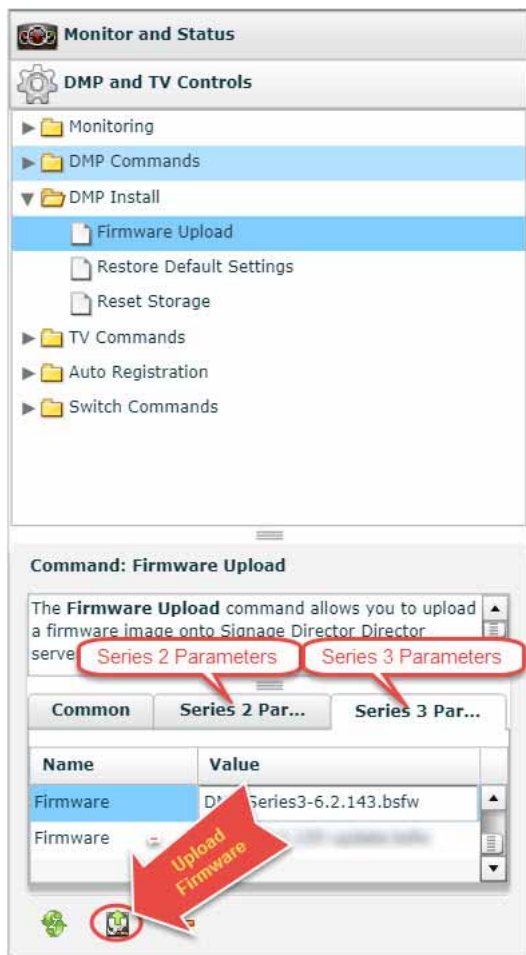 Monitor and Status
DMP and TV Controls
Monitoring
DMP Commands
DMP Install
Firmware Upload
Restore Default Settings
Reset Storage
TV Commands
Auto Registration
Switch Commands
Command: Firmware Upload
The Firmware Upload command allows you to upload
a firmware image onto Signage Director Director
Series 2 Parameters
Series 3 Parameters
Common
Series 2 Par...
Series 3 Par...
Name
Value
Firmware
Series3-6.2.143.bsfw
Firmware
Upload
Firmware